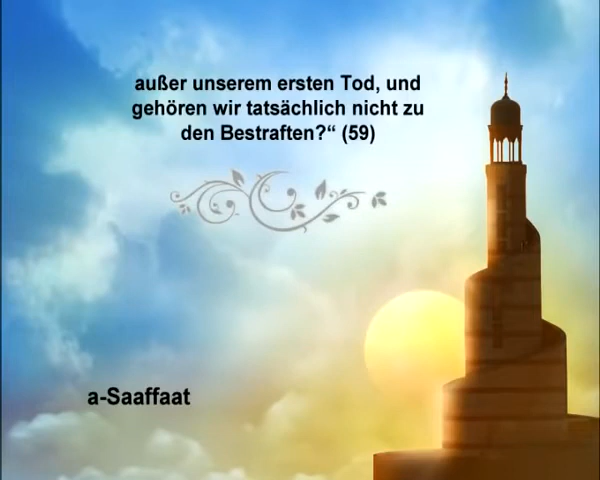 außer unserem ersten Tod, und
gehören wir tatsächlich nicht zu
den Bestraften?“ (59)
a-Saaffaat